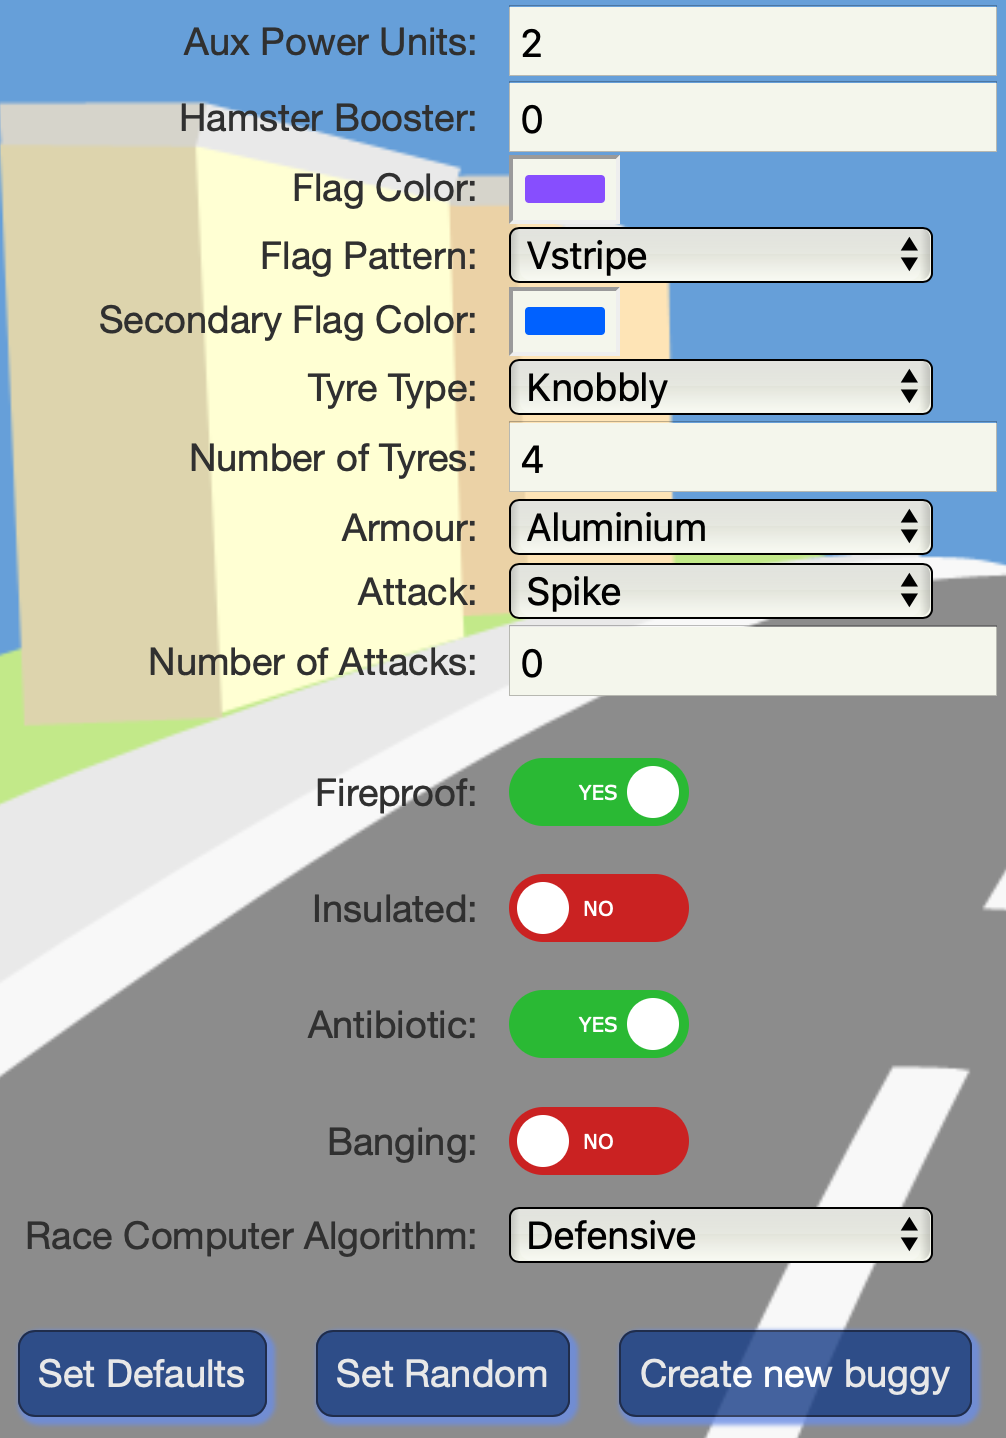 Aux Power Units: 2
Hamster Booster: 0
Flag Color:
Flag Pattern: Vstripe
Secondary Flag Color:
Tyre Type: Knobbly
Number of Tyres: 4
Armour: Aluminium
Attack: Spike
Number of Attacks: 0
Fireproof: YES
Insulated: NO
Antibiotic: YES
Banging: NO
Race Computer Algorithm: Defensive
Set Defaults Set Random Create new buggy